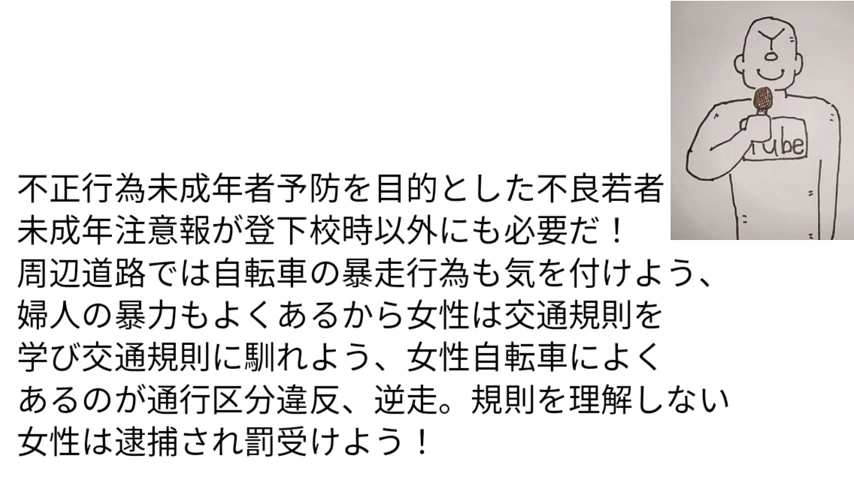 Tube
不正行為未成年者予防を目的とした不良若者
未成年注意報が登下校時以外にも必要だ！
周辺道路では自転車の暴走行為も気を付けよう、
婦人の暴力もよくあるから女性は交通規則を
学び交通規則に馴れよう、女性自転車によく
あるのが通行区分違反、逆走。規則を理解しない
女性は逮捕され罰受けよう！